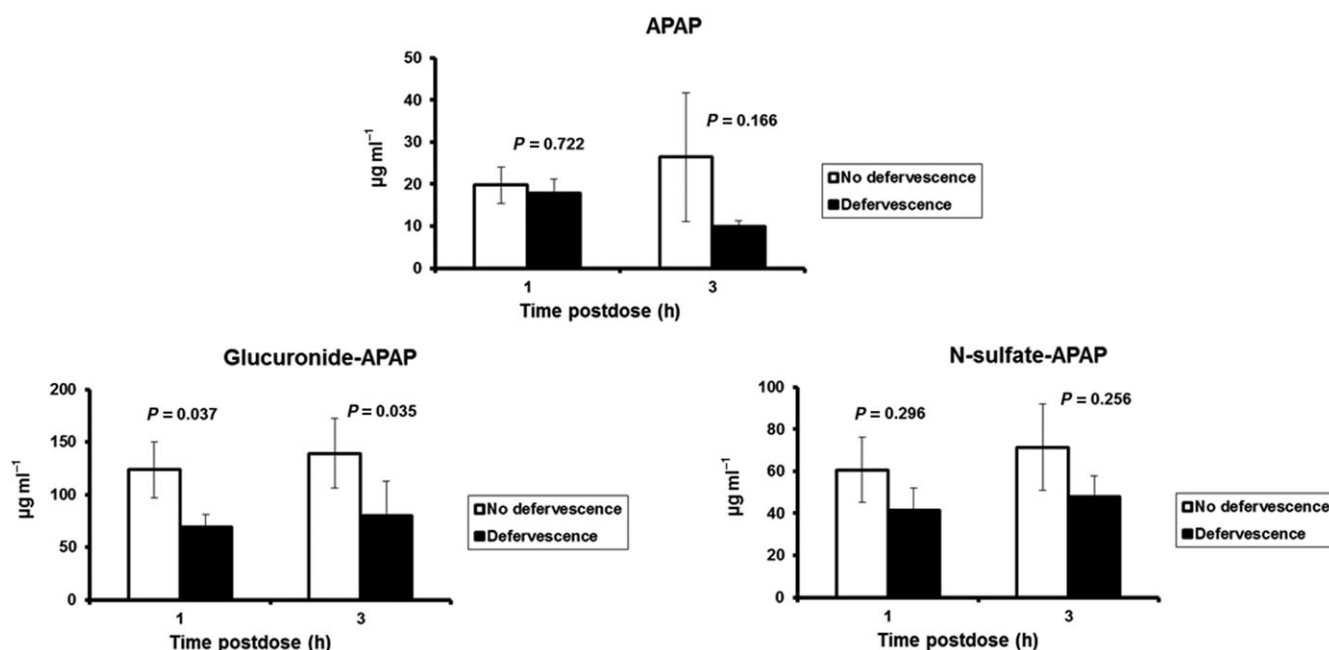 APAP
50
40
30
20
10
0
µg ml⁻¹
P = 0.722
P = 0.166
No defervescence
Defervescence
1
3
Time postdose (h)
Glucuronide-APAP
200
150
100
50
0
µg ml⁻¹
P = 0.037
P = 0.035
No defervescence
Defervescence
1
3
Time postdose (h)
N-sulfate-APAP
100
80
60
40
20
0
µg ml⁻¹
P = 0.296
P = 0.256
No defervescence
Defervescence
1
3
Time postdose (h)